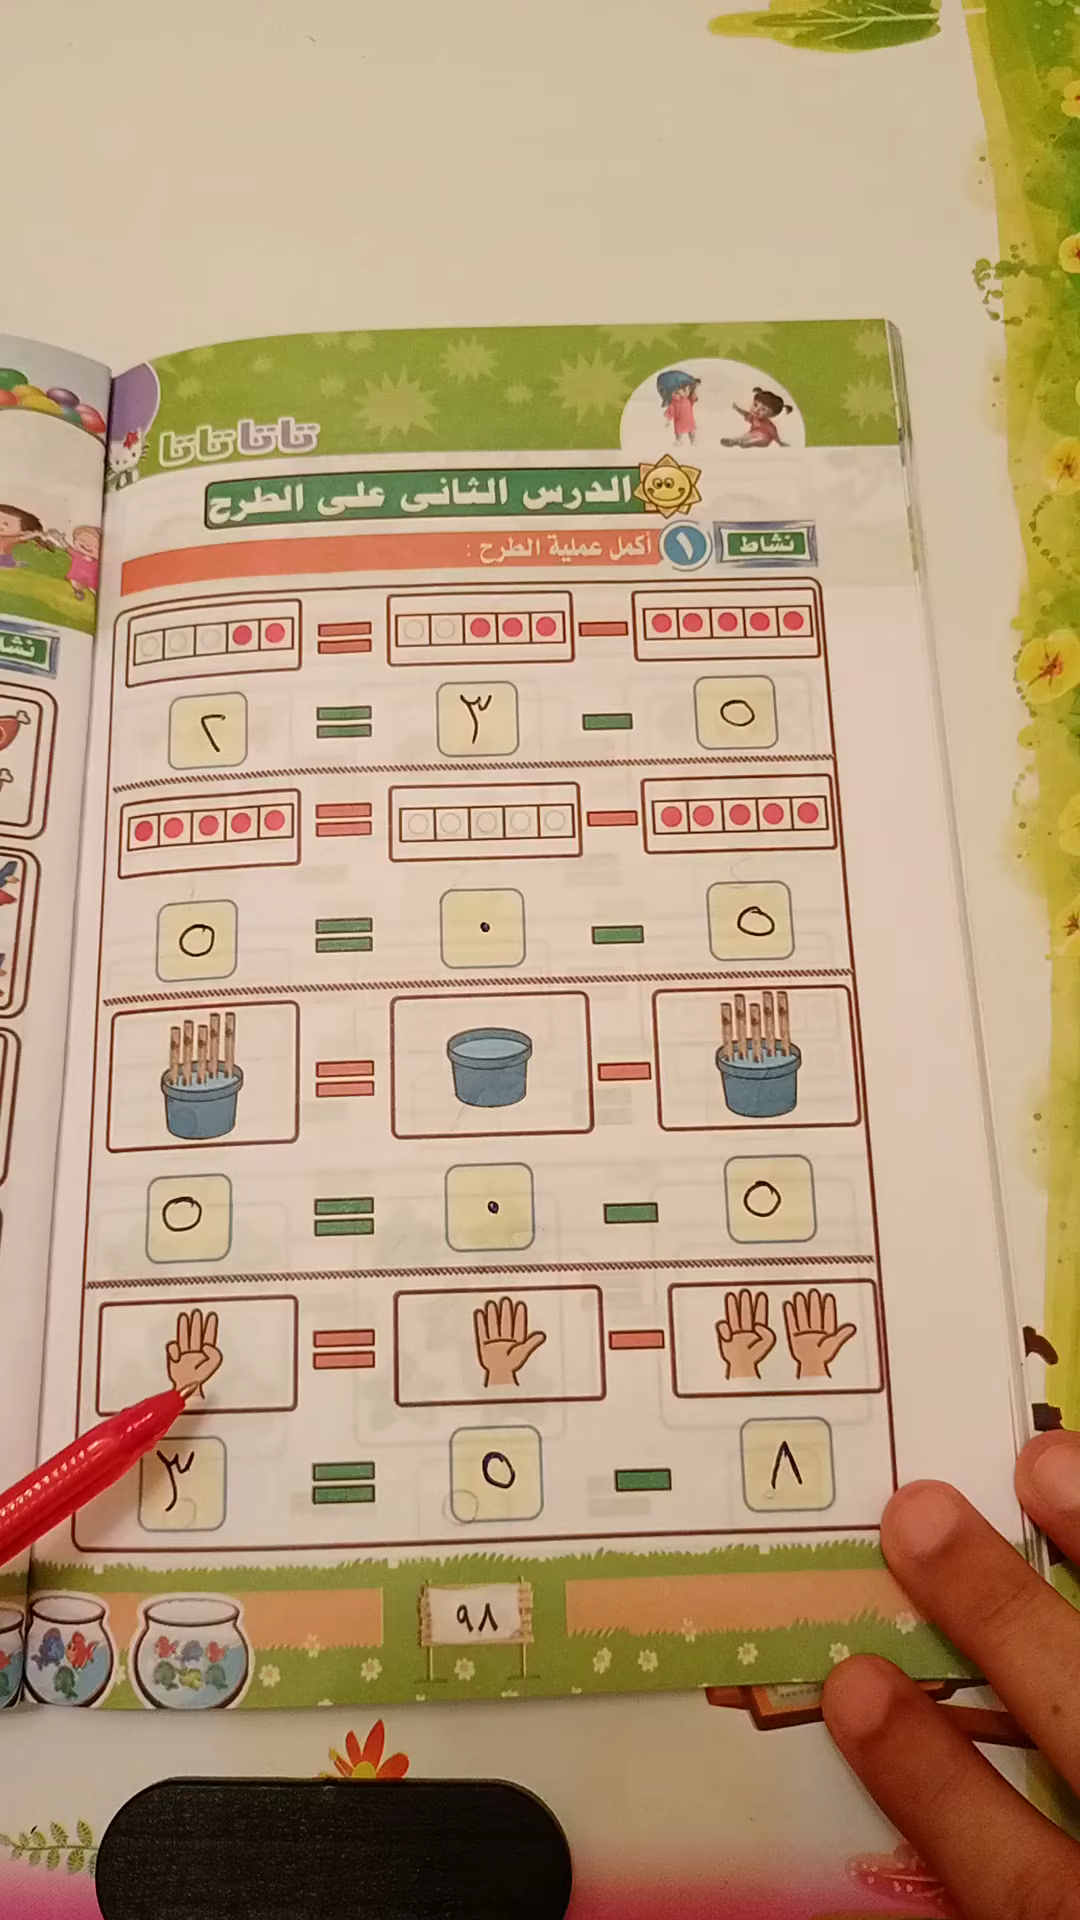 تاتا تاتا
الدرس الثانى على الطرح
نشاط ١ أكمل عملية الطرح :
٥ - ٣ = ٢
٥ - ٠ = ٥
٥ - ٠ = ٥
٨ - ٥ = ٣
٩٨